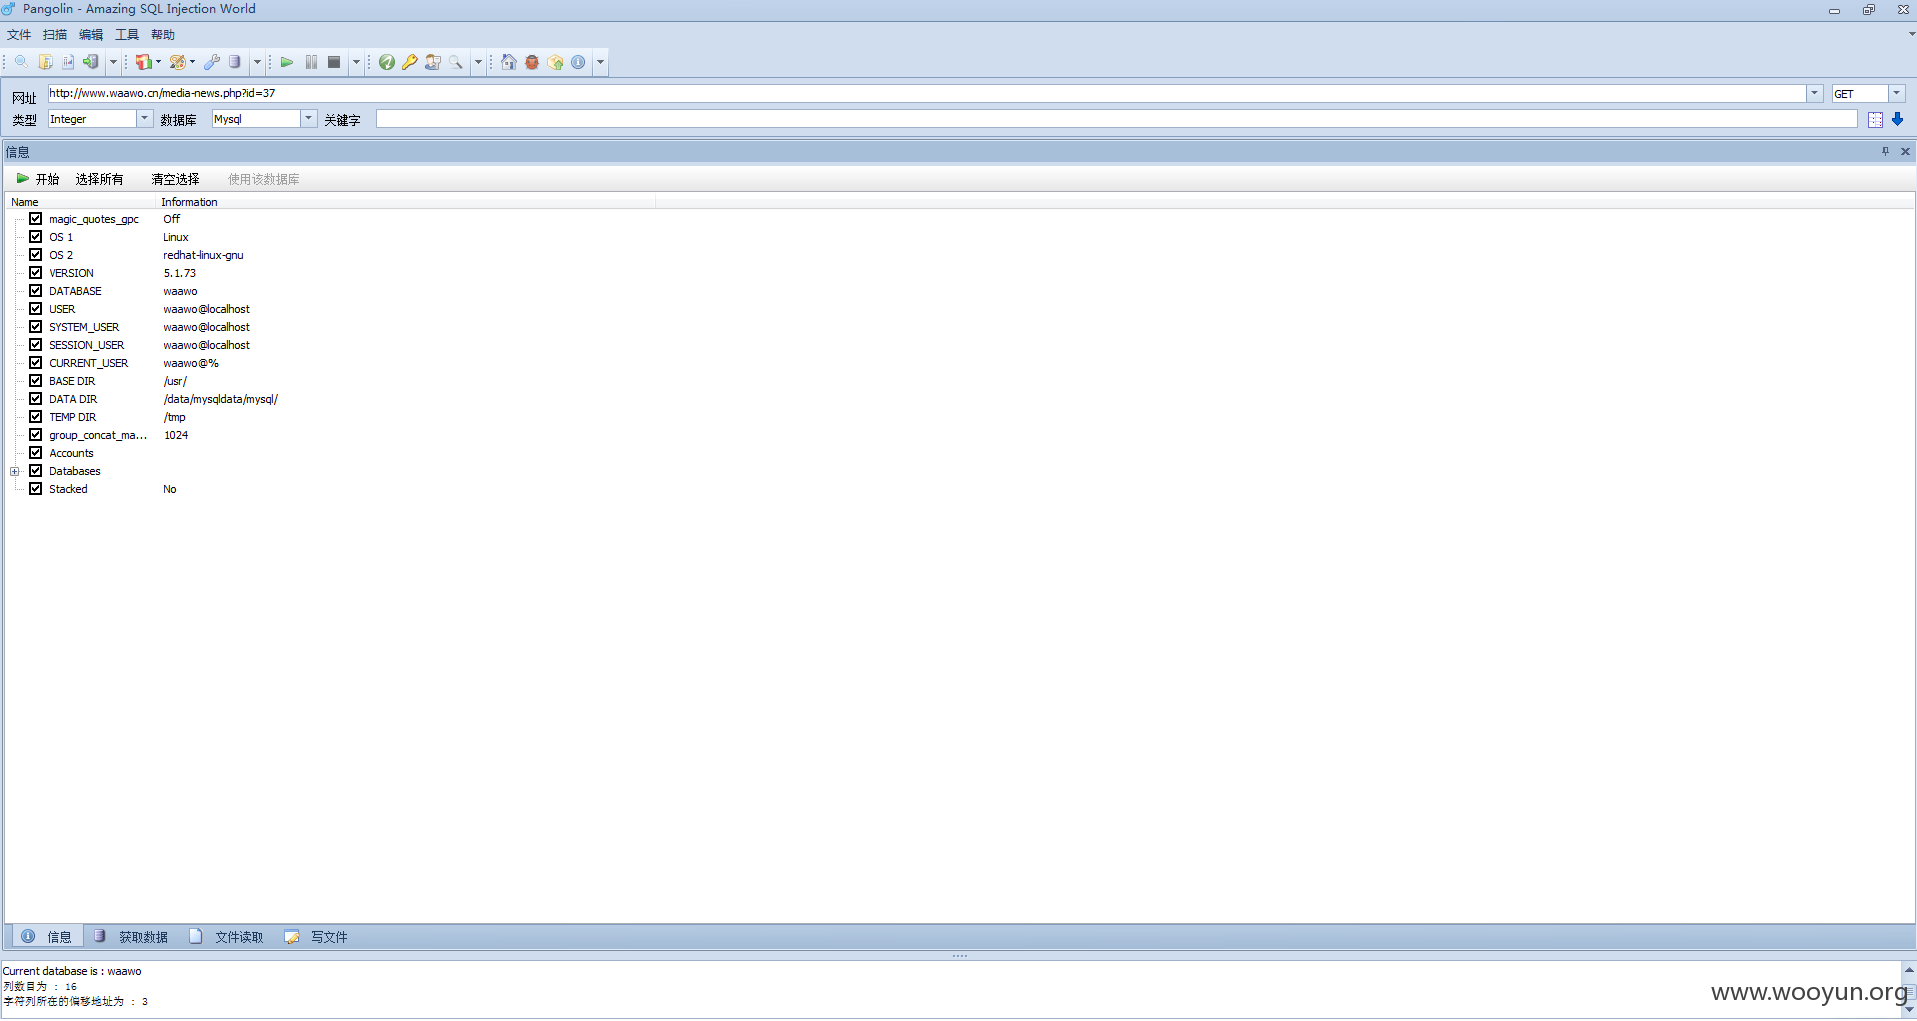 Pangolin - Amazing SQL Injection World
文件 扫描 编辑 工具 帮助
网址 http://www.waawo.cn/media-news.php?id=37 GET
类型 Integer 数据库 Mysql 关键字
信息
开始 选择所有 清空选择 使用该数据库
Name Information
magic_quotes_gpc Off
OS 1 Linux
OS 2 redhat-linux-gnu
VERSION 5.1.73
DATABASE waawo
USER waawo@localhost
SYSTEM_USER waawo@localhost
SESSION_USER waawo@localhost
CURRENT_USER waawo@%
BASE DIR /usr/
DATA DIR /data/mysqldata/mysql/
TEMP DIR /tmp
group_concat_ma... 1024
Accounts
Databases
Stacked No
信息 获取数据 文件读取 写文件
Current database is : waawo
列数目为 : 16
字符列所在的偏移地址为 : 3
www.wooyun.org